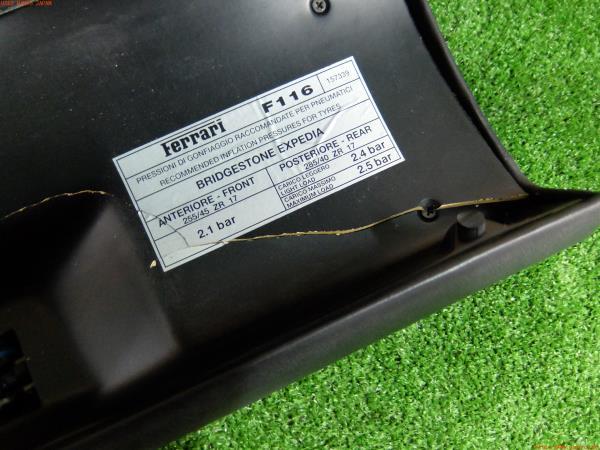 Ferrari F116 157339
PRESSIONI DI GONFIAGGIO RACCOMANDATE PER PNEUMATICI
RECOMMENDED INFLATION PRESSURES FOR TYRES
BRIDGESTONE EXPEDIA
ANTERIORE - FRONT
255/45 ZR 17
2.1 bar
POSTERIORE - REAR
285/40 ZR 17
CARICO LEGGERO
LIGHT LOAD
2.4 bar
CARICO MASSIMO
MAXIMUM LOAD
2.5 bar